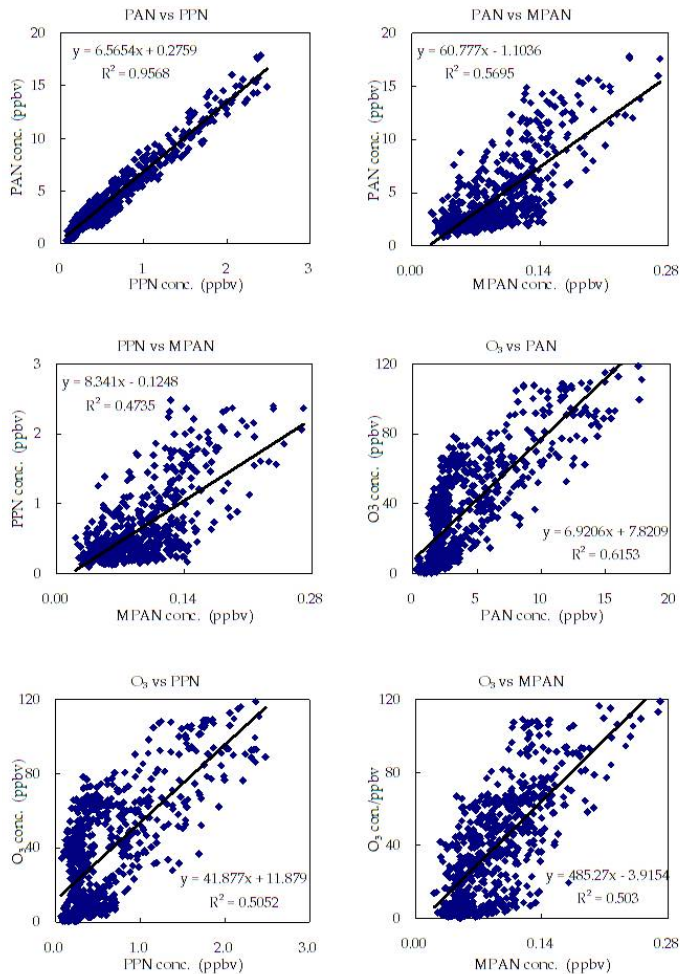 PAN vs PPN
20
15
10
5
0
y = 6.5654x + 0.2759
R² = 0.9568
PAN conc. (ppbv)
0 1 2 3
PPN conc. (ppbv)
PAN vs MPAN
20
15
10
5
0
y = 60.777x - 1.1036
R² = 0.5695
PAN conc. (ppbv)
0.00 0.14 0.28
MPAN conc. (ppbv)
PPN vs MPAN
3
2
1
0
y = 8.341x - 0.1248
R² = 0.4735
PPN conc. (ppbv)
0.00 0.14 0.28
MPAN conc. (ppbv)
O₃ vs PAN
120
80
40
0
O3 conc. (ppbv)
y = 6.9206x + 7.8209
R² = 0.6153
0 5 10 15 20
PAN conc. (ppbv)
O₃ vs PPN
120
80
40
0
O₃ conc. (ppbv)
y = 41.877x + 11.879
R² = 0.5052
0.0 1.0 2.0 3.0
PPN conc. (ppbv)
O₃ vs MPAN
120
80
40
0
O₃ con./ppbv
y = 485.27x - 3.9154
R² = 0.503
0.00 0.14 0.28
MPAN conc. (ppbv)